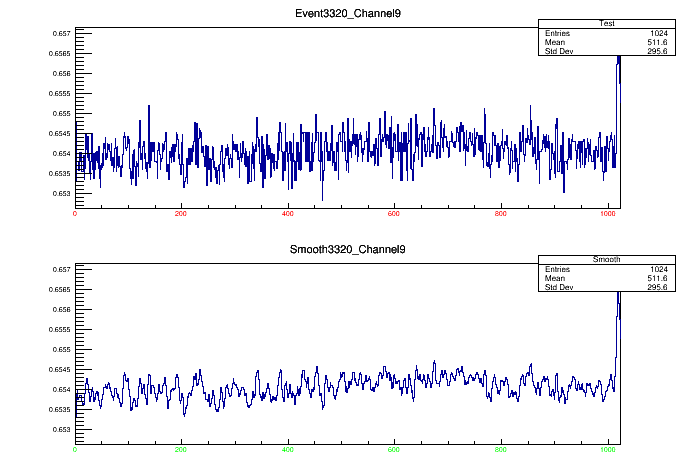 Event3320_Channel9
Test
Entries 1024
Mean 511.6
Std Dev 295.6
0.657
0.6565
0.656
0.6555
0.655
0.6545
0.654
0.6535
0.653
0 200 400 600 800 1000
Smooth3320_Channel9
Smooth
Entries 1024
Mean 511.6
Std Dev 295.6
0.657
0.6565
0.656
0.6555
0.655
0.6545
0.654
0.6535
0.653
0 200 400 600 800 1000